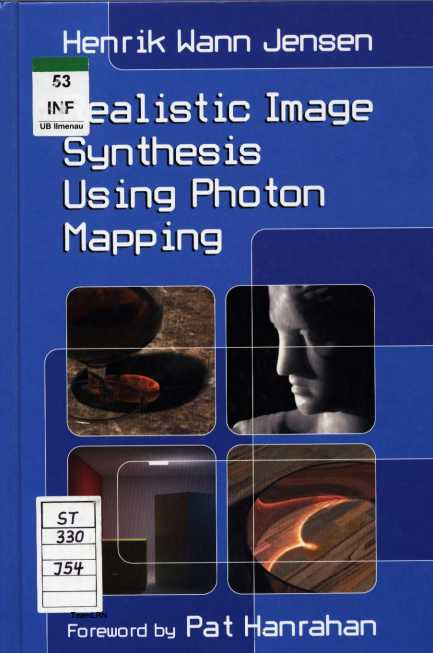 Henrik Wann Jensen
53
INF
UB Ilmenau
ealistic Image
Synthesis
Using Photon
Mapping
ST
330
J54
TeamLRN
Foreword by Pat Hanrahan